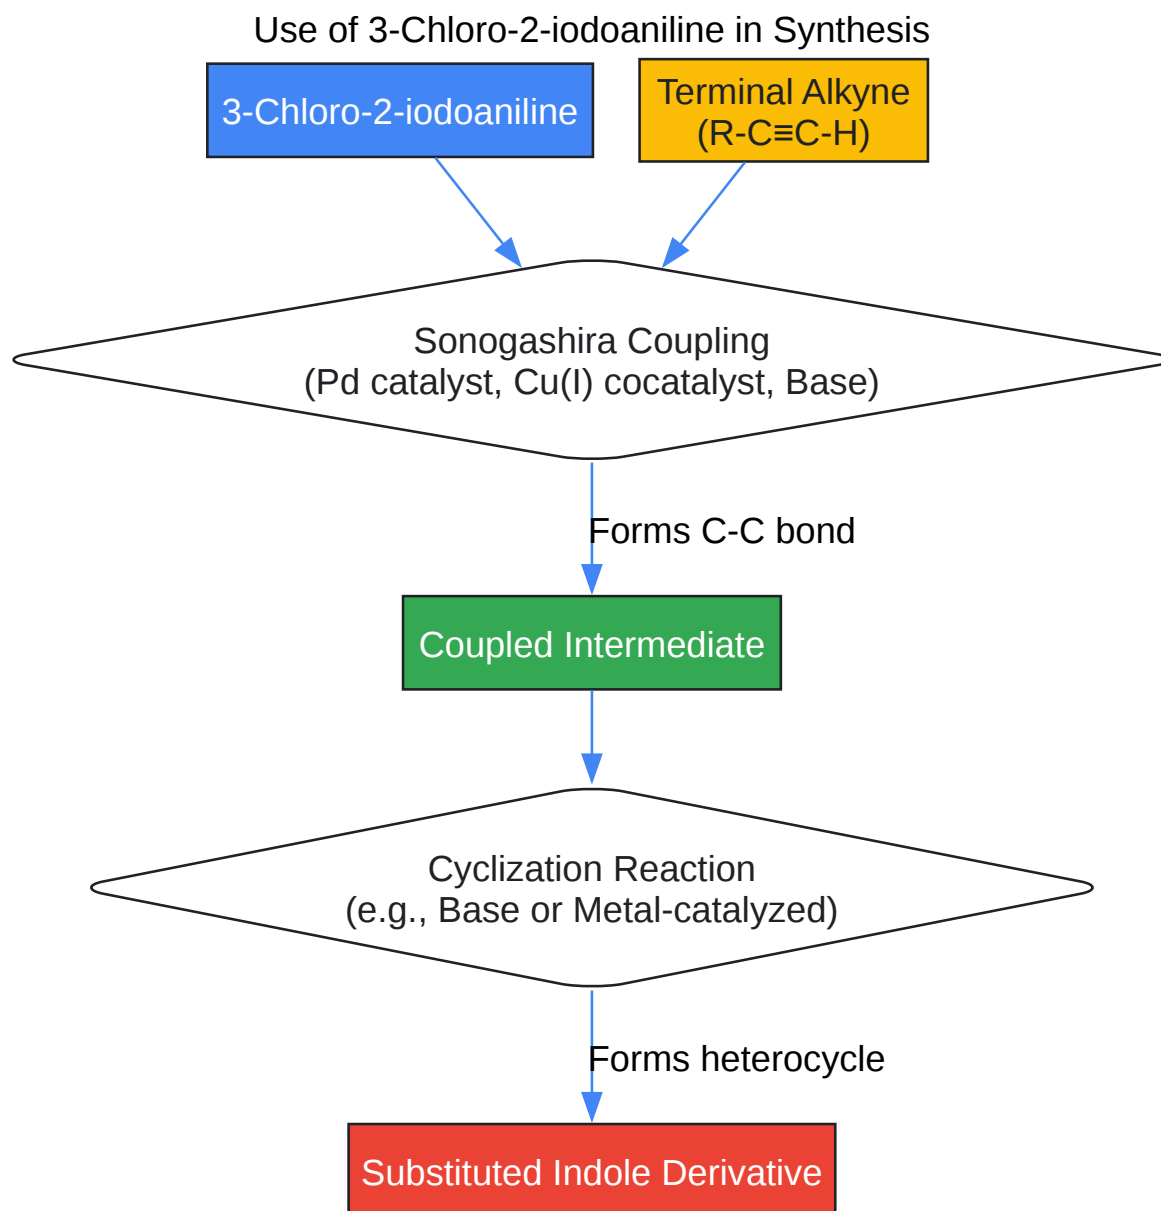 Use of 3-Chloro-2-iodoaniline in Synthesis
3-Chloro-2-iodoaniline
Terminal Alkyne
(R-C≡C-H)
Sonogashira Coupling
(Pd catalyst, Cu(I) cocatalyst, Base)
Forms C-C bond
Coupled Intermediate
Cyclization Reaction
(e.g., Base or Metal-catalyzed)
Forms heterocycle
Substituted Indole Derivative